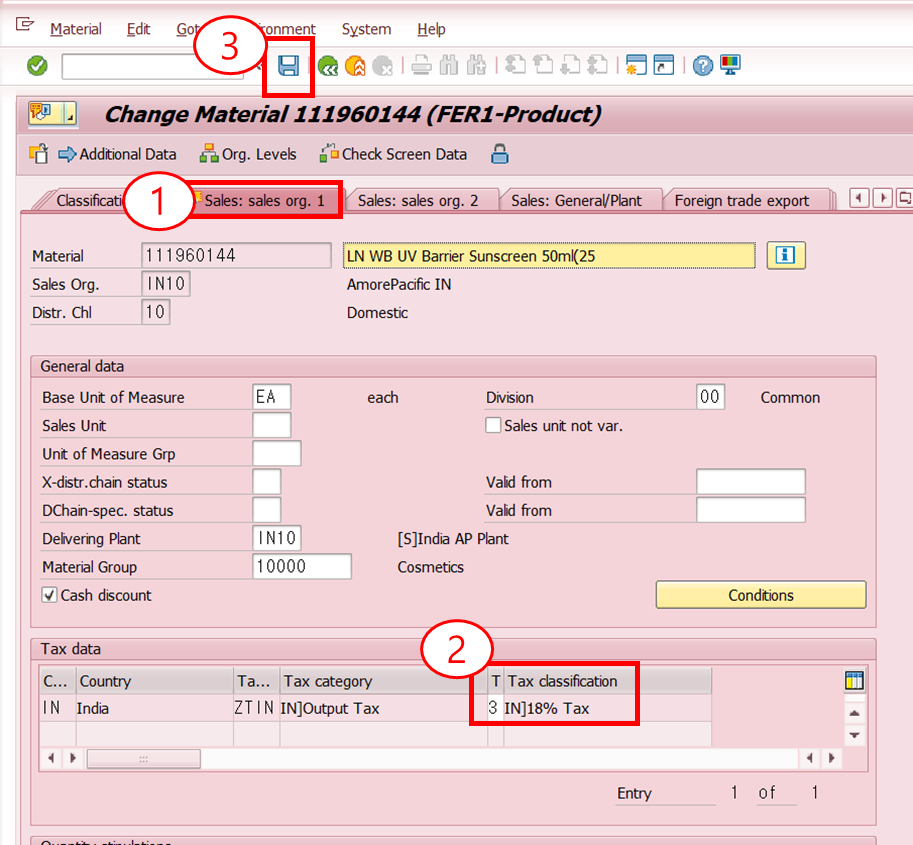 Material Edit System Help
3
Change Material 111960144 (FER1-Product)
Additional Data Org. Levels Check Screen Data
1 Sales: sales org. 1 Sales: sales org. 2 Sales: General/Plant Foreign trade export
Material 111960144 LN WB UV Barrier Sunscreen 50ml(25
Sales Org. IN10 AmorePacific IN
Distr. Chl 10 Domestic
General data
Base Unit of Measure EA each Division 00 Common
Sales Unit Sales unit not var.
Unit of Measure Grp
X-distr.chain status Valid from
DChain-spec. status Valid from
Delivering Plant IN10 [S]India AP Plant
Material Group 10000 Cosmetics
Cash discount Conditions
Tax data
2
C... Country Ta... Tax category T Tax classification
IN India ZTIN IN]Output Tax 3 IN]18% Tax
Entry 1 of 1